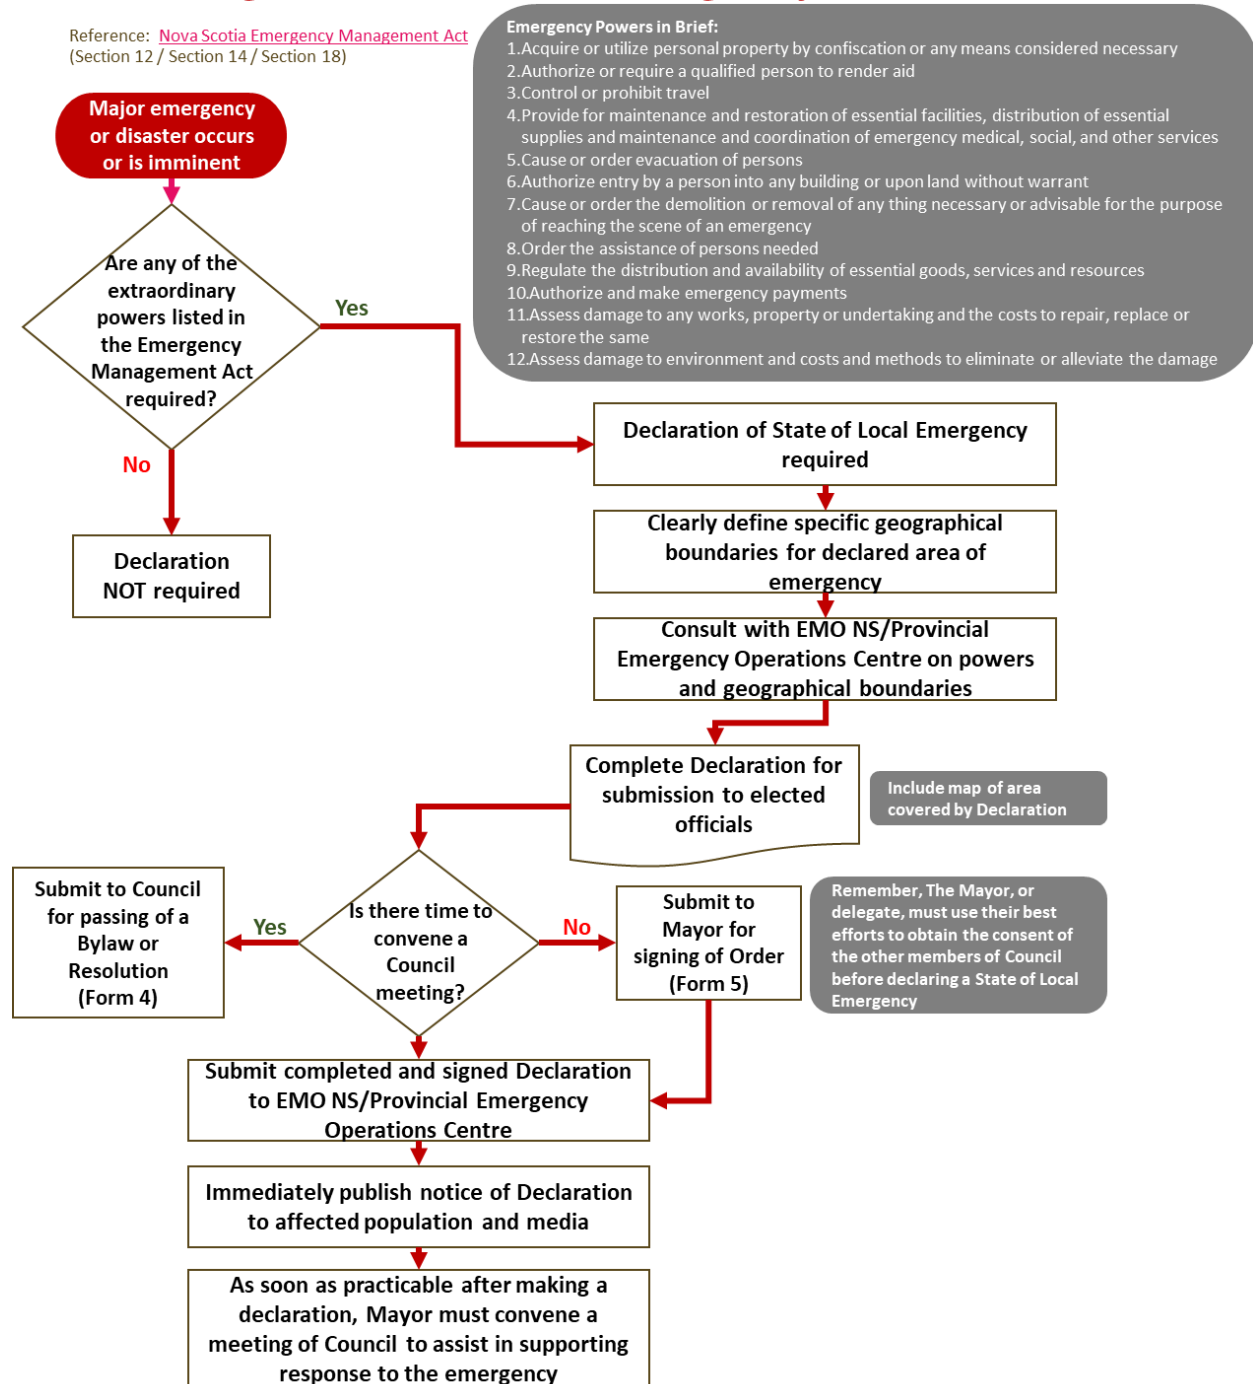 Reference: Nova Scotia Emergency Management Act
(Section 12 / Section 14 / Section 18)
Emergency Powers in Brief:
1.Acquire or utilize personal property by confiscation or any means considered necessary
2.Authorize or require a qualified person to render aid
3.Control or prohibit travel
4.Provide for maintenance and restoration of essential facilities, distribution of essential
supplies and maintenance and coordination of emergency medical, social, and other services
5.Cause or order evacuation of persons
6.Authorize entry by a person into any building or upon land without warrant
7.Cause or order the demolition or removal of any thing necessary or advisable for the purpose
of reaching the scene of an emergency
8.Order the assistance of persons needed
9.Regulate the distribution and availability of essential goods, services and resources
10.Authorize and make emergency payments
11.Assess damage to any works, property or undertaking and the costs to repair, replace or
restore the same
12.Assess damage to environment and costs and methods to eliminate or alleviate the damage
Major emergency
or disaster occurs
or is imminent
Are any of the
extraordinary
powers listed in
the Emergency
Management Act
required?
Yes
No
Declaration
NOT required
Declaration of State of Local Emergency
required
Clearly define specific geographical
boundaries for declared area of
emergency
Consult with EMO NS/Provincial
Emergency Operations Centre on powers
and geographical boundaries
Complete Declaration for
submission to elected
officials
Include map of area
covered by Declaration
Is there time to
convene a
Council
meeting?
Yes
No
Submit to Council
for passing of a
Bylaw or
Resolution
(Form 4)
Submit to
Mayor for
signing of Order
(Form 5)
Remember, The Mayor, or
delegate, must use their best
efforts to obtain the consent of
the other members of Council
before declaring a State of Local
Emergency
Submit completed and signed Declaration
to EMO NS/Provincial Emergency
Operations Centre
Immediately publish notice of Declaration
to affected population and media
As soon as practicable after making a
declaration, Mayor must convene a
meeting of Council to assist in supporting
response to the emergency